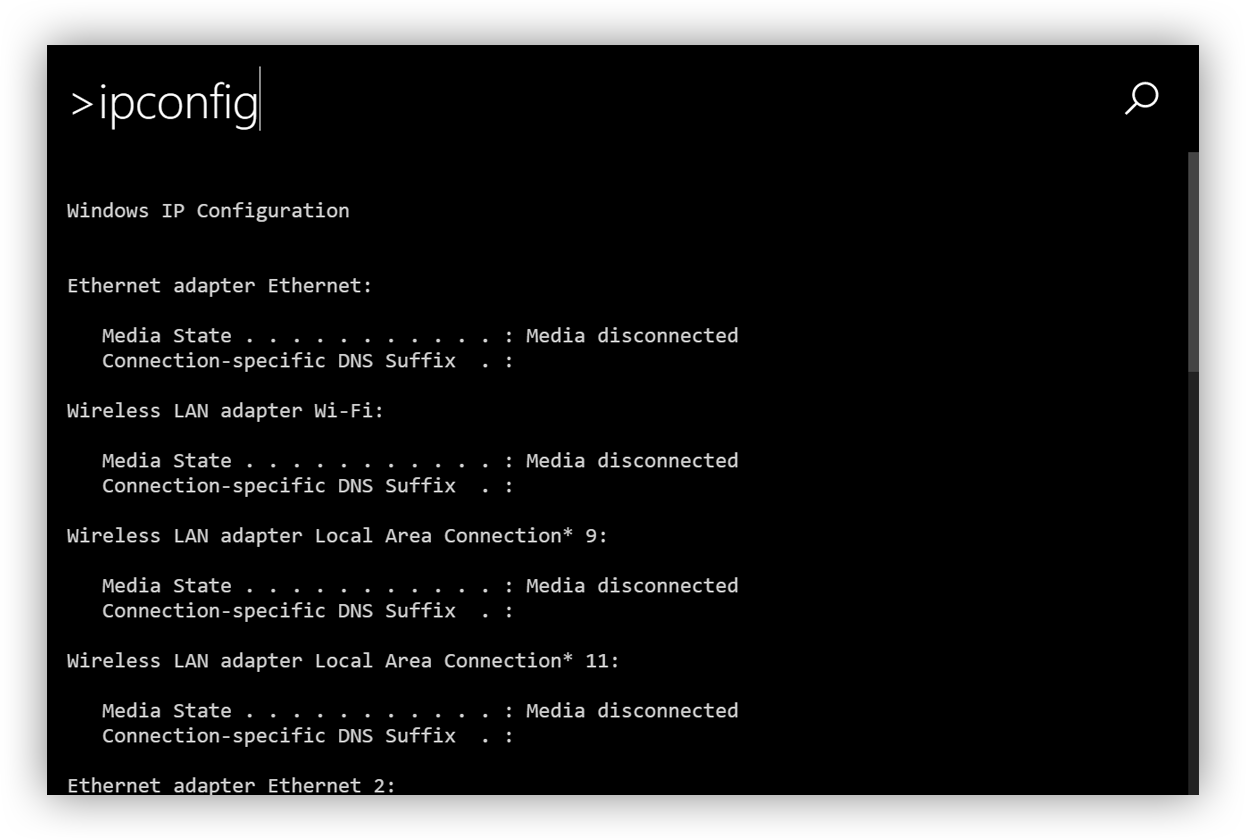 >ipconfig
Windows IP Configuration
Ethernet adapter Ethernet:
   Media State . . . . . . . . . . . : Media disconnected
   Connection-specific DNS Suffix  . :
Wireless LAN adapter Wi-Fi:
   Media State . . . . . . . . . . . : Media disconnected
   Connection-specific DNS Suffix  . :
Wireless LAN adapter Local Area Connection* 9:
   Media State . . . . . . . . . . . : Media disconnected
   Connection-specific DNS Suffix  . :
Wireless LAN adapter Local Area Connection* 11:
   Media State . . . . . . . . . . . : Media disconnected
   Connection-specific DNS Suffix  . :
Ethernet adapter Ethernet 2: